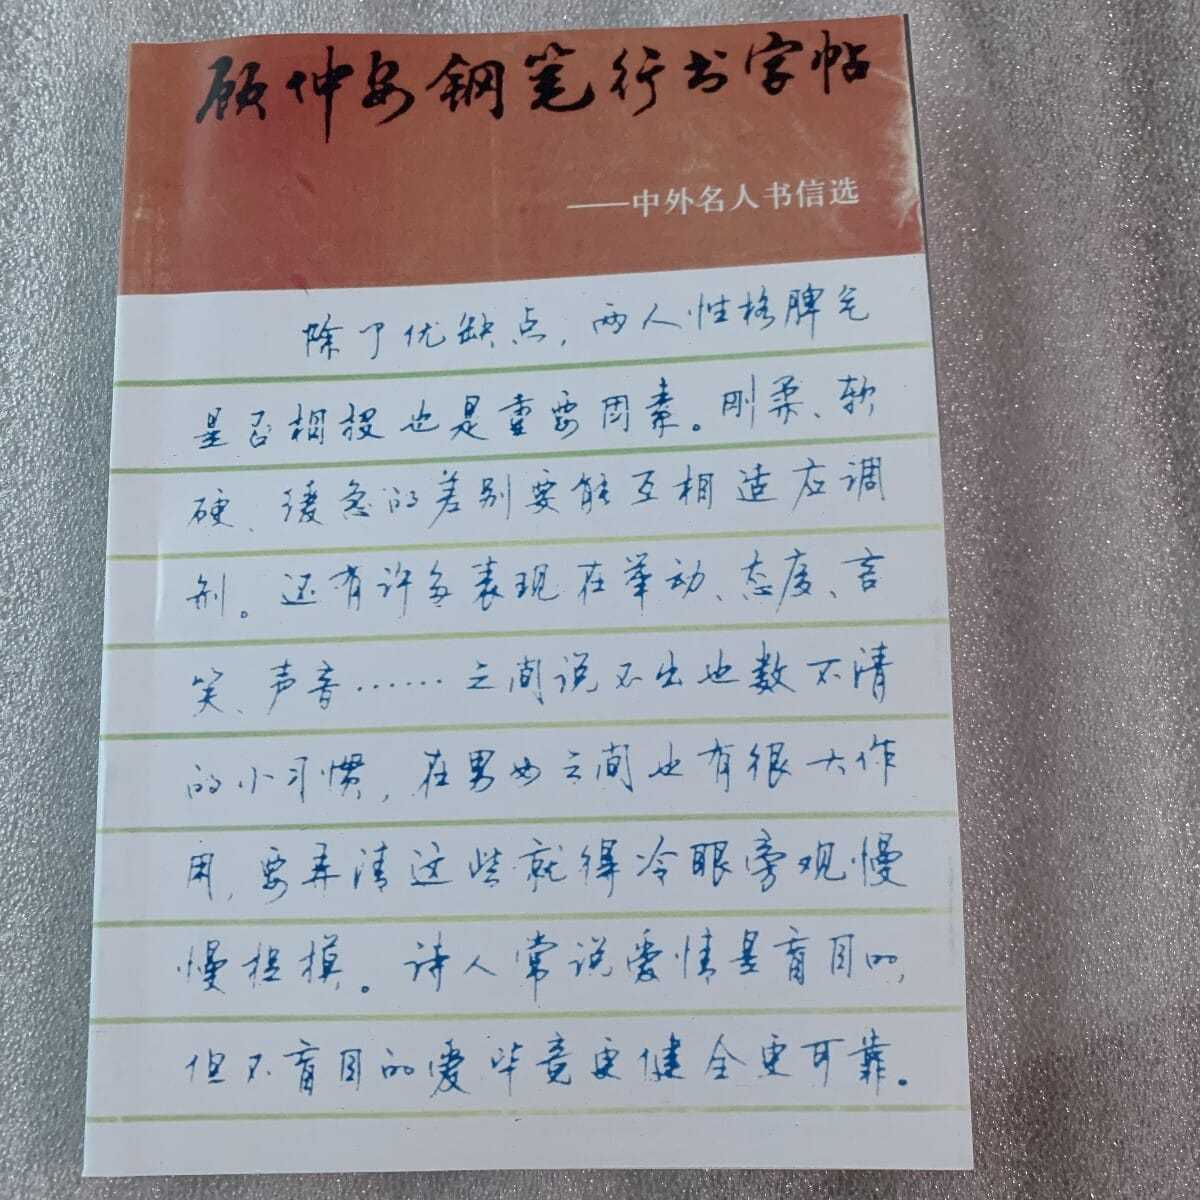 顾仲安钢笔行书字帖
——中外名人书信选
除了优缺点,两人性格脾气
是否相投也是重要因素。刚柔、软
硬、缓急的差别要能互相适应调
剂。还有许多表现在举动、态度、言
笑、声音……之间说不出也数不清
的小习惯,在男女之间也有很大作
用,要弄清这些就得冷眼旁观慢
慢捉摸。诗人常说爱情是盲目的,
但不盲目的爱毕竟更健全更可靠。